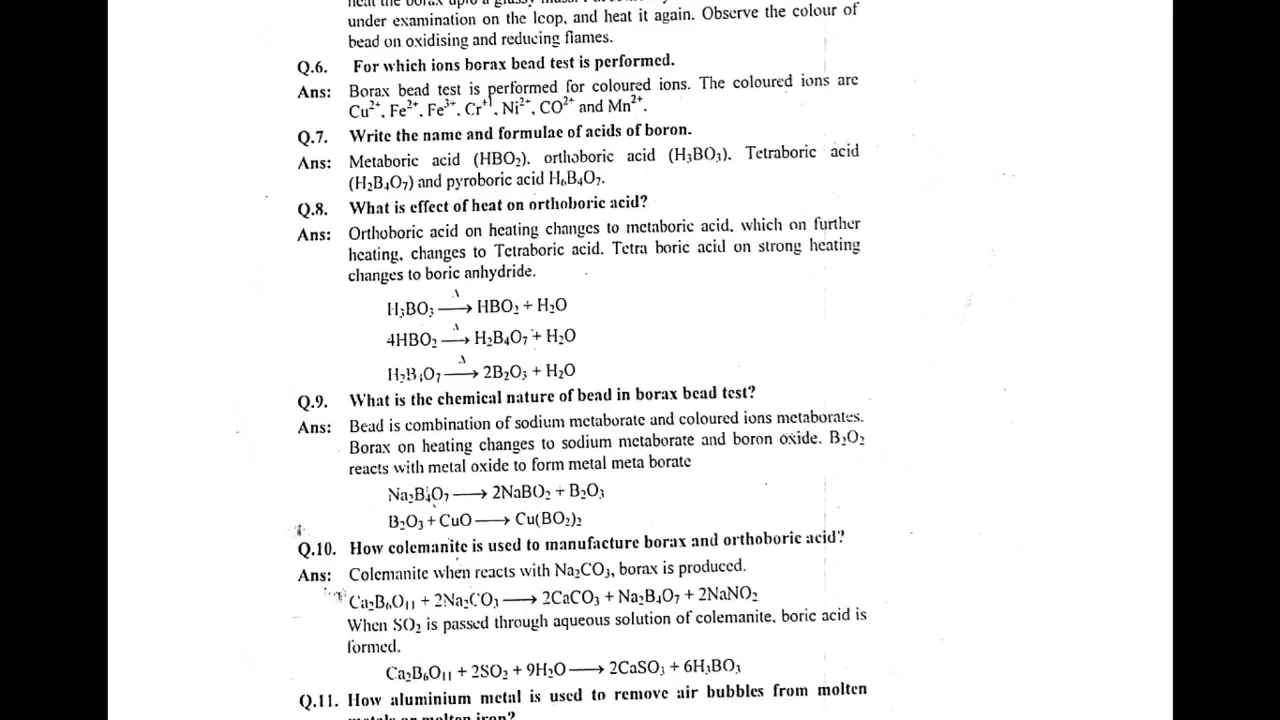 under examination on the loop, and heat it again. Observe the colour of
bead on oxidising and reducing flames.
Q.6. For which ions borax bead test is performed.
Ans: Borax bead test is performed for coloured ions. The coloured ions are
Cu²⁺, Fe²⁺, Fe³⁺, Cr⁺, Ni²⁺, CO²⁺ and Mn²⁺.
Q.7. Write the name and formulae of acids of boron.
Ans: Metaboric acid (HBO₂), orthoboric acid (H₃BO₃). Tetraboric acid
(H₂B₄O₇) and pyroboric acid H₆B₄O₇.
Q.8. What is effect of heat on orthoboric acid?
Ans: Orthoboric acid on heating changes to metaboric acid, which on further
heating, changes to Tetraboric acid. Tetra boric acid on strong heating
changes to boric anhydride.
H₃BO₃ —Δ→ HBO₂ + H₂O
4HBO₂ —Δ→ H₂B₄O₇ + H₂O
H₂B₄O₇ —Δ→ 2B₂O₃ + H₂O
Q.9. What is the chemical nature of bead in borax bead test?
Ans: Bead is combination of sodium metaborate and coloured ions metaborates.
Borax on heating changes to sodium metaborate and boron oxide. B₂O₂
reacts with metal oxide to form metal meta borate
Na₂B₄O₇ → 2NaBO₂ + B₂O₃
B₂O₃ + CuO → Cu(BO₂)₂
Q.10. How colemanite is used to manufacture borax and orthoboric acid?
Ans: Colemanite when reacts with Na₂CO₃, borax is produced.
Ca₂B₆O₁₁ + 2Na₂CO₃ → 2CaCO₃ + Na₂B₄O₇ + 2NaNO₂
When SO₂ is passed through aqueous solution of colemanite, boric acid is
formed.
Ca₂B₆O₁₁ + 2SO₂ + 9H₂O → 2CaSO₃ + 6H₃BO₃
Q.11. How aluminium metal is used to remove air bubbles from molten
molten iron?